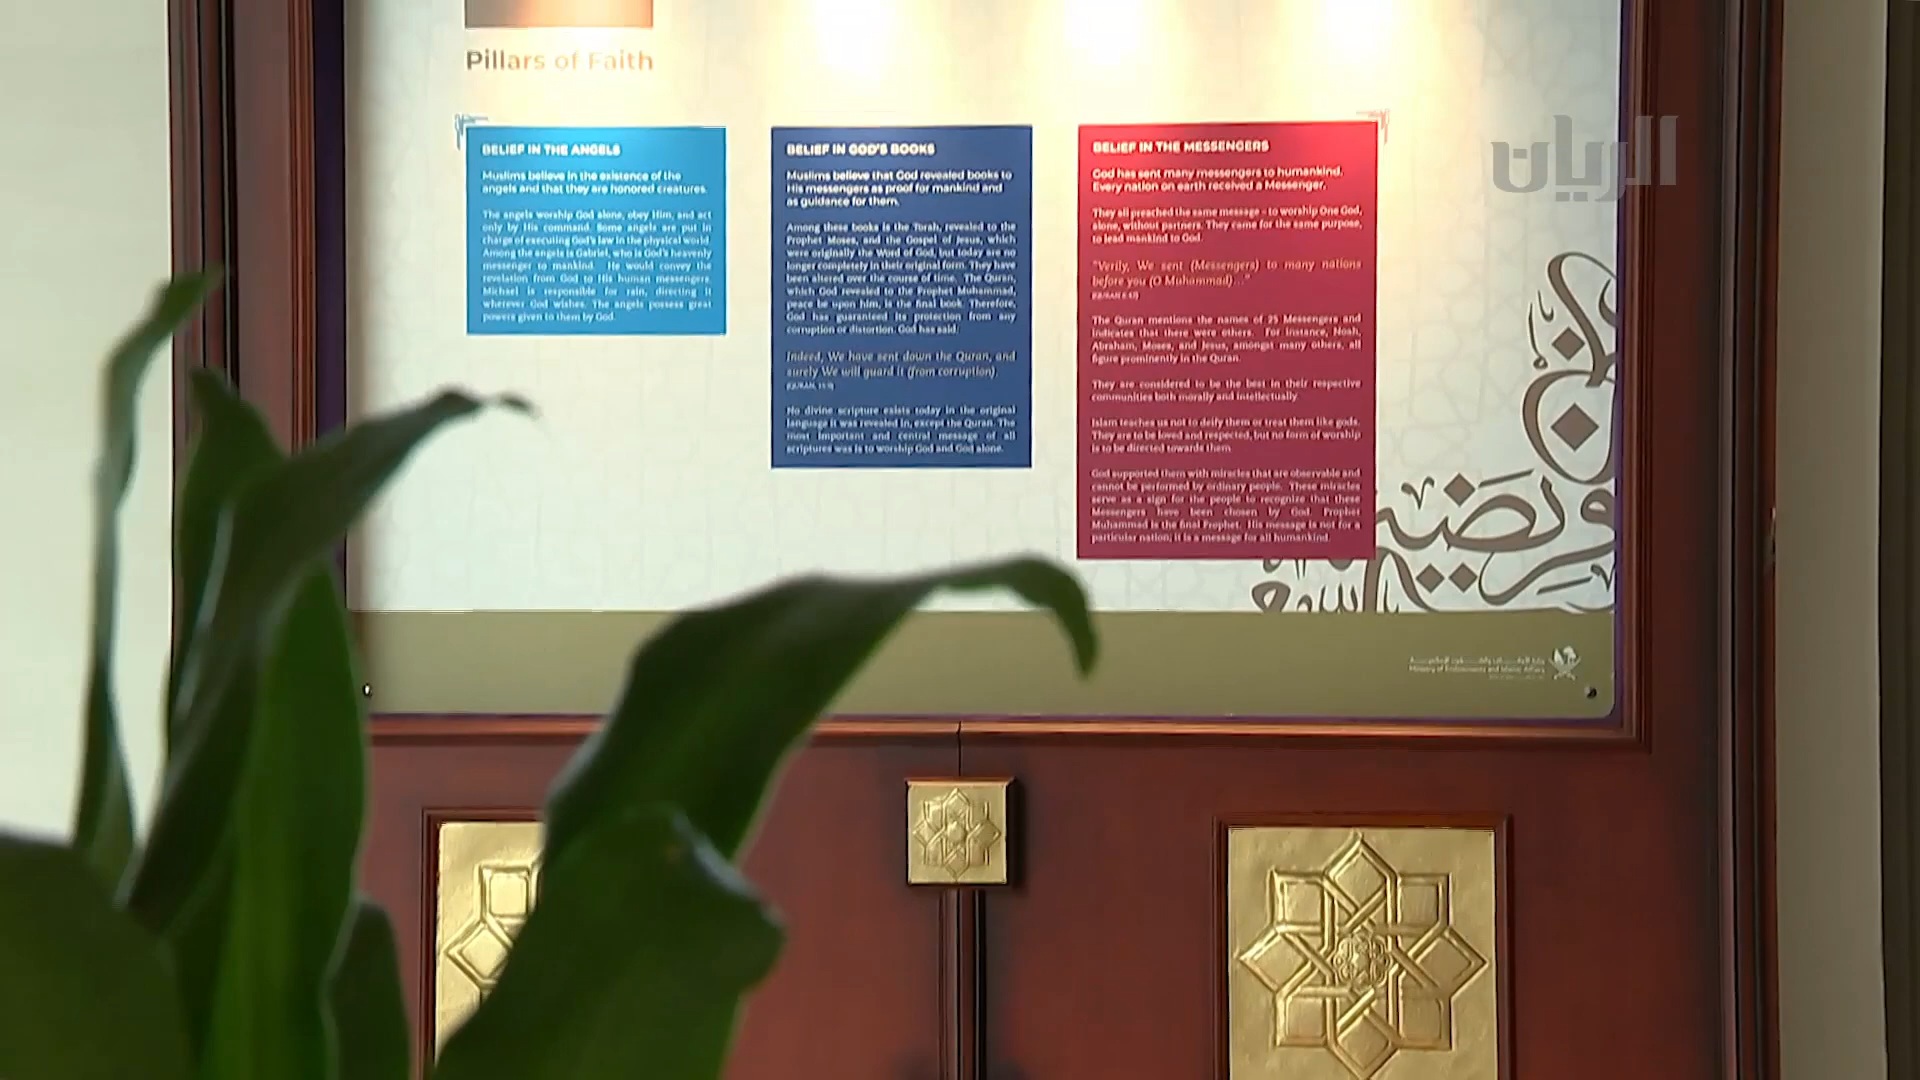 Pillars of Faith
BELIEF IN THE ANGELS
Muslims believe in the existence of the
angels and that they are honored creatures.
The angels worship God alone, obey Him, and act
only by His command. Some angels are put in
charge of executing God's law in the physical world.
Among the angels is Gabriel, who is God's heavenly
messenger to mankind. He would convey the
revelation from God to His human messengers.
Michael is responsible for rain, directing it
wherever God wishes. The angels possess great
powers given to them by God.
BELIEF IN GOD'S BOOKS
Muslims believe that God revealed books to
His messengers as proof for mankind and
as guidance for them.
Among these books is the Torah, revealed to the
Prophet Moses, and the Gospel of Jesus, which
were originally the Word of God, but today are no
longer completely in their original form. They have
been altered over the course of time. The Quran,
which God revealed to the Prophet Muhammad,
peace be upon him, is the final book. Therefore,
God has guaranteed its protection from any
corruption or distortion. God has said:
Indeed, We have sent down the Quran, and
surely We will guard it (from corruption).
No divine scripture exists today in the original
language it was revealed in, except the Quran. The
most important and central message of all
scriptures was is to worship God and God alone.
BELIEF IN THE MESSENGERS
God has sent many messengers to humankind.
Every nation on earth received a Messenger.
They all preached the same message - to worship One God,
alone, without partners. They came for the same purpose,
to lead mankind to God.
"Verily, We sent (Messengers) to many nations
before you (O Muhammad)..."
The Quran mentions the names of 25 Messengers and
indicates that there were others. For instance, Noah,
Abraham, Moses, and Jesus, amongst many others, all
figure prominently in the Quran.
They are considered to be the best in their respective
communities both morally and intellectually.
Islam teaches us not to deify them or treat them like gods.
They are to be loved and respected, but no form of worship
is to be directed towards them.
God supported them with miracles that are observable and
cannot be performed by ordinary people. These miracles
serve as a sign for the people to recognize that these
Messengers have been chosen by God. Prophet
Muhammad is the final Prophet. His message is not for a
particular nation; it is a message for all humankind.
الريان
Ministry of Endowments and Islamic Affairs